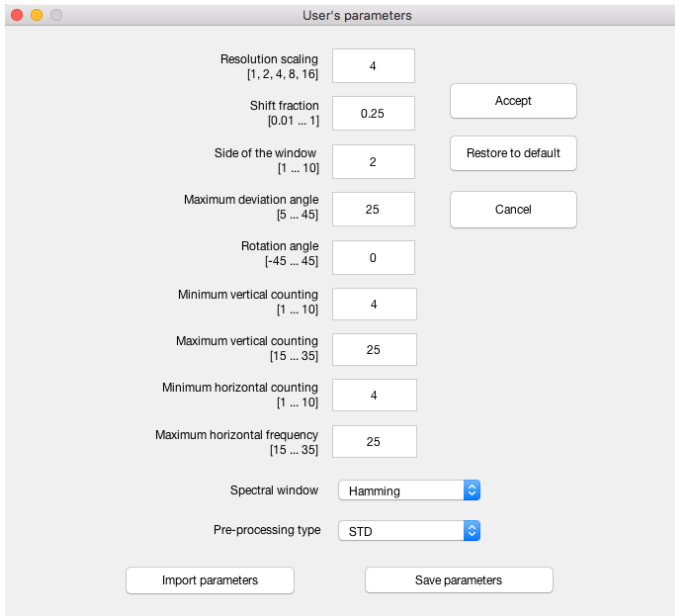 User's parameters
Resolution scaling
[1, 2, 4, 8, 16]
4
Shift fraction
[0.01 ... 1]
0.25
Accept
Side of the window
[1 ... 10]
2
Restore to default
Maximum deviation angle
[5 ... 45]
25
Cancel
Rotation angle
[-45 ... 45]
0
Minimum vertical counting
[1 ... 10]
4
Maximum vertical counting
[15 ... 35]
25
Minimum horizontal counting
[1 ... 10]
4
Maximum horizontal frequency
[15 ... 35]
25
Spectral window
Hamming
Pre-processing type
STD
Import parameters
Save parameters